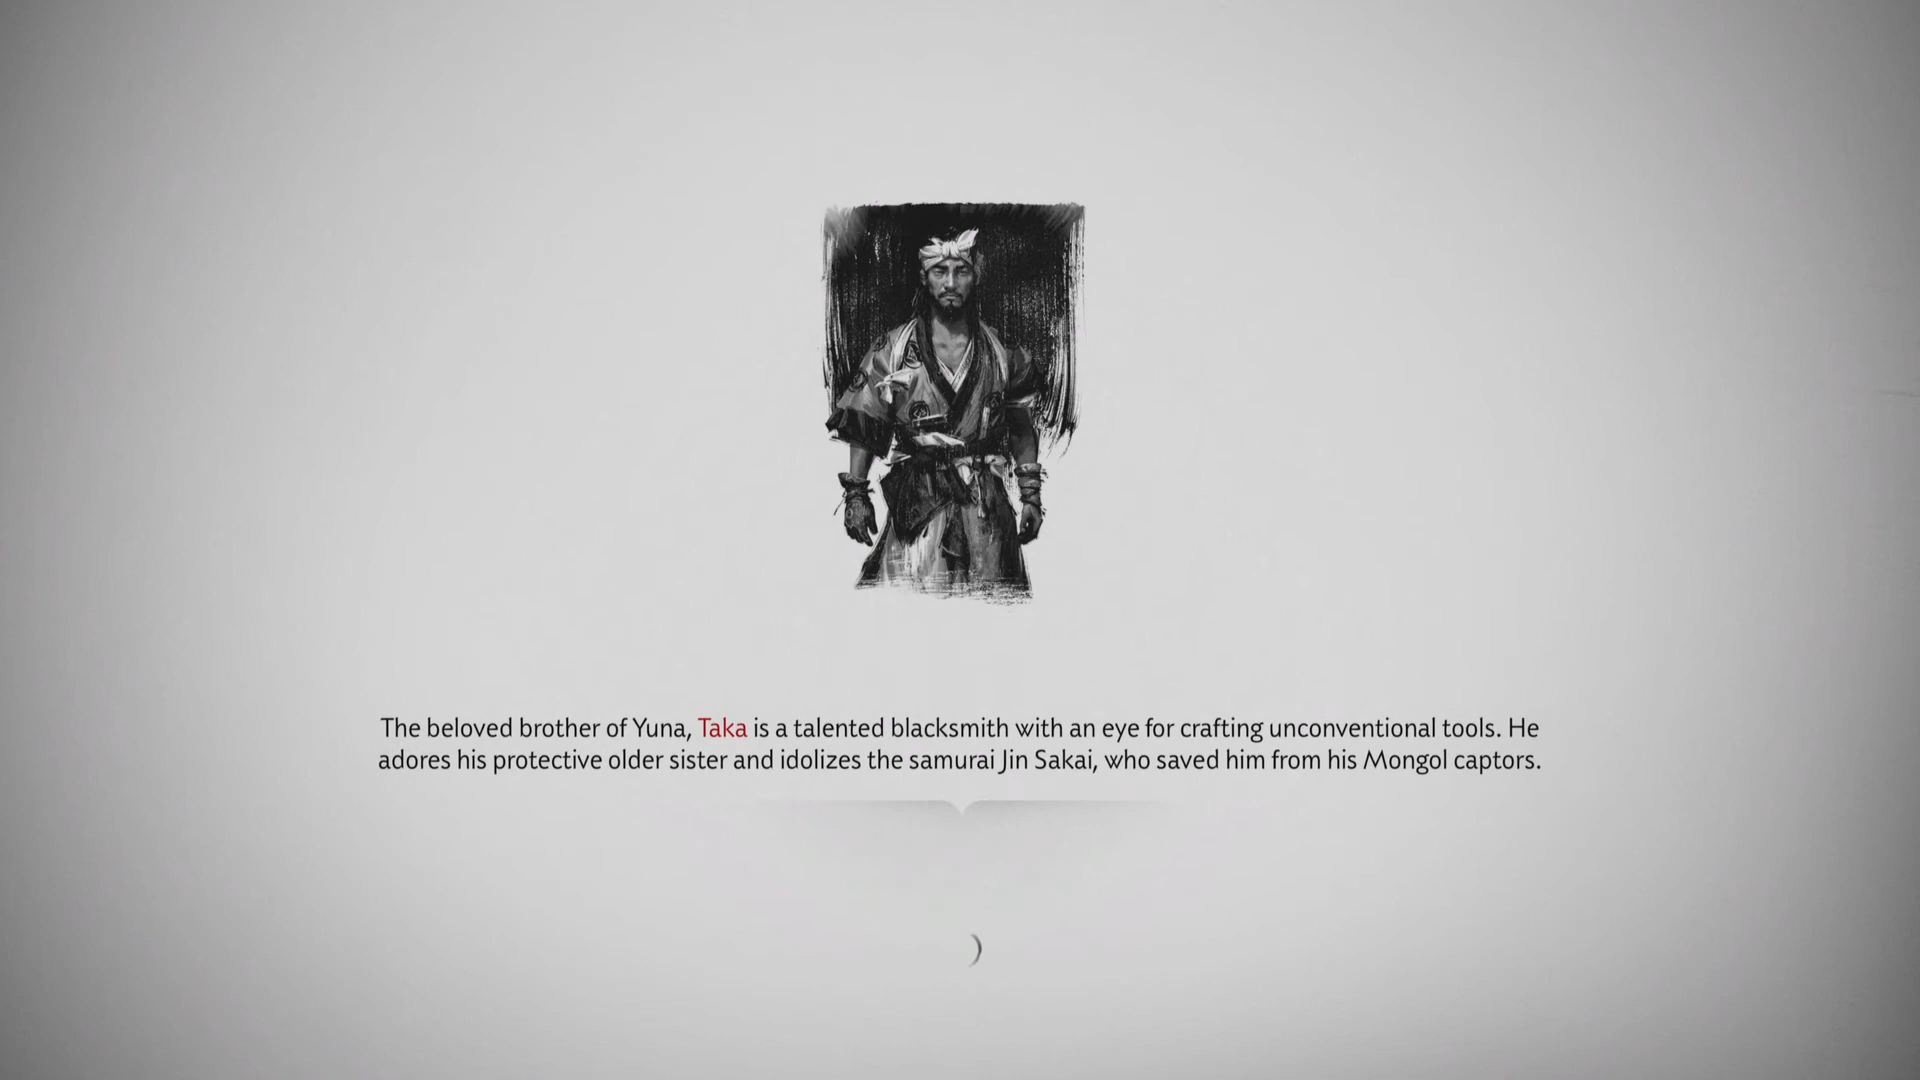 The beloved brother of Yuna, Taka is a talented blacksmith with an eye for crafting unconventional tools. He
adores his protective older sister and idolizes the samurai Jin Sakai, who saved him from his Mongol captors.